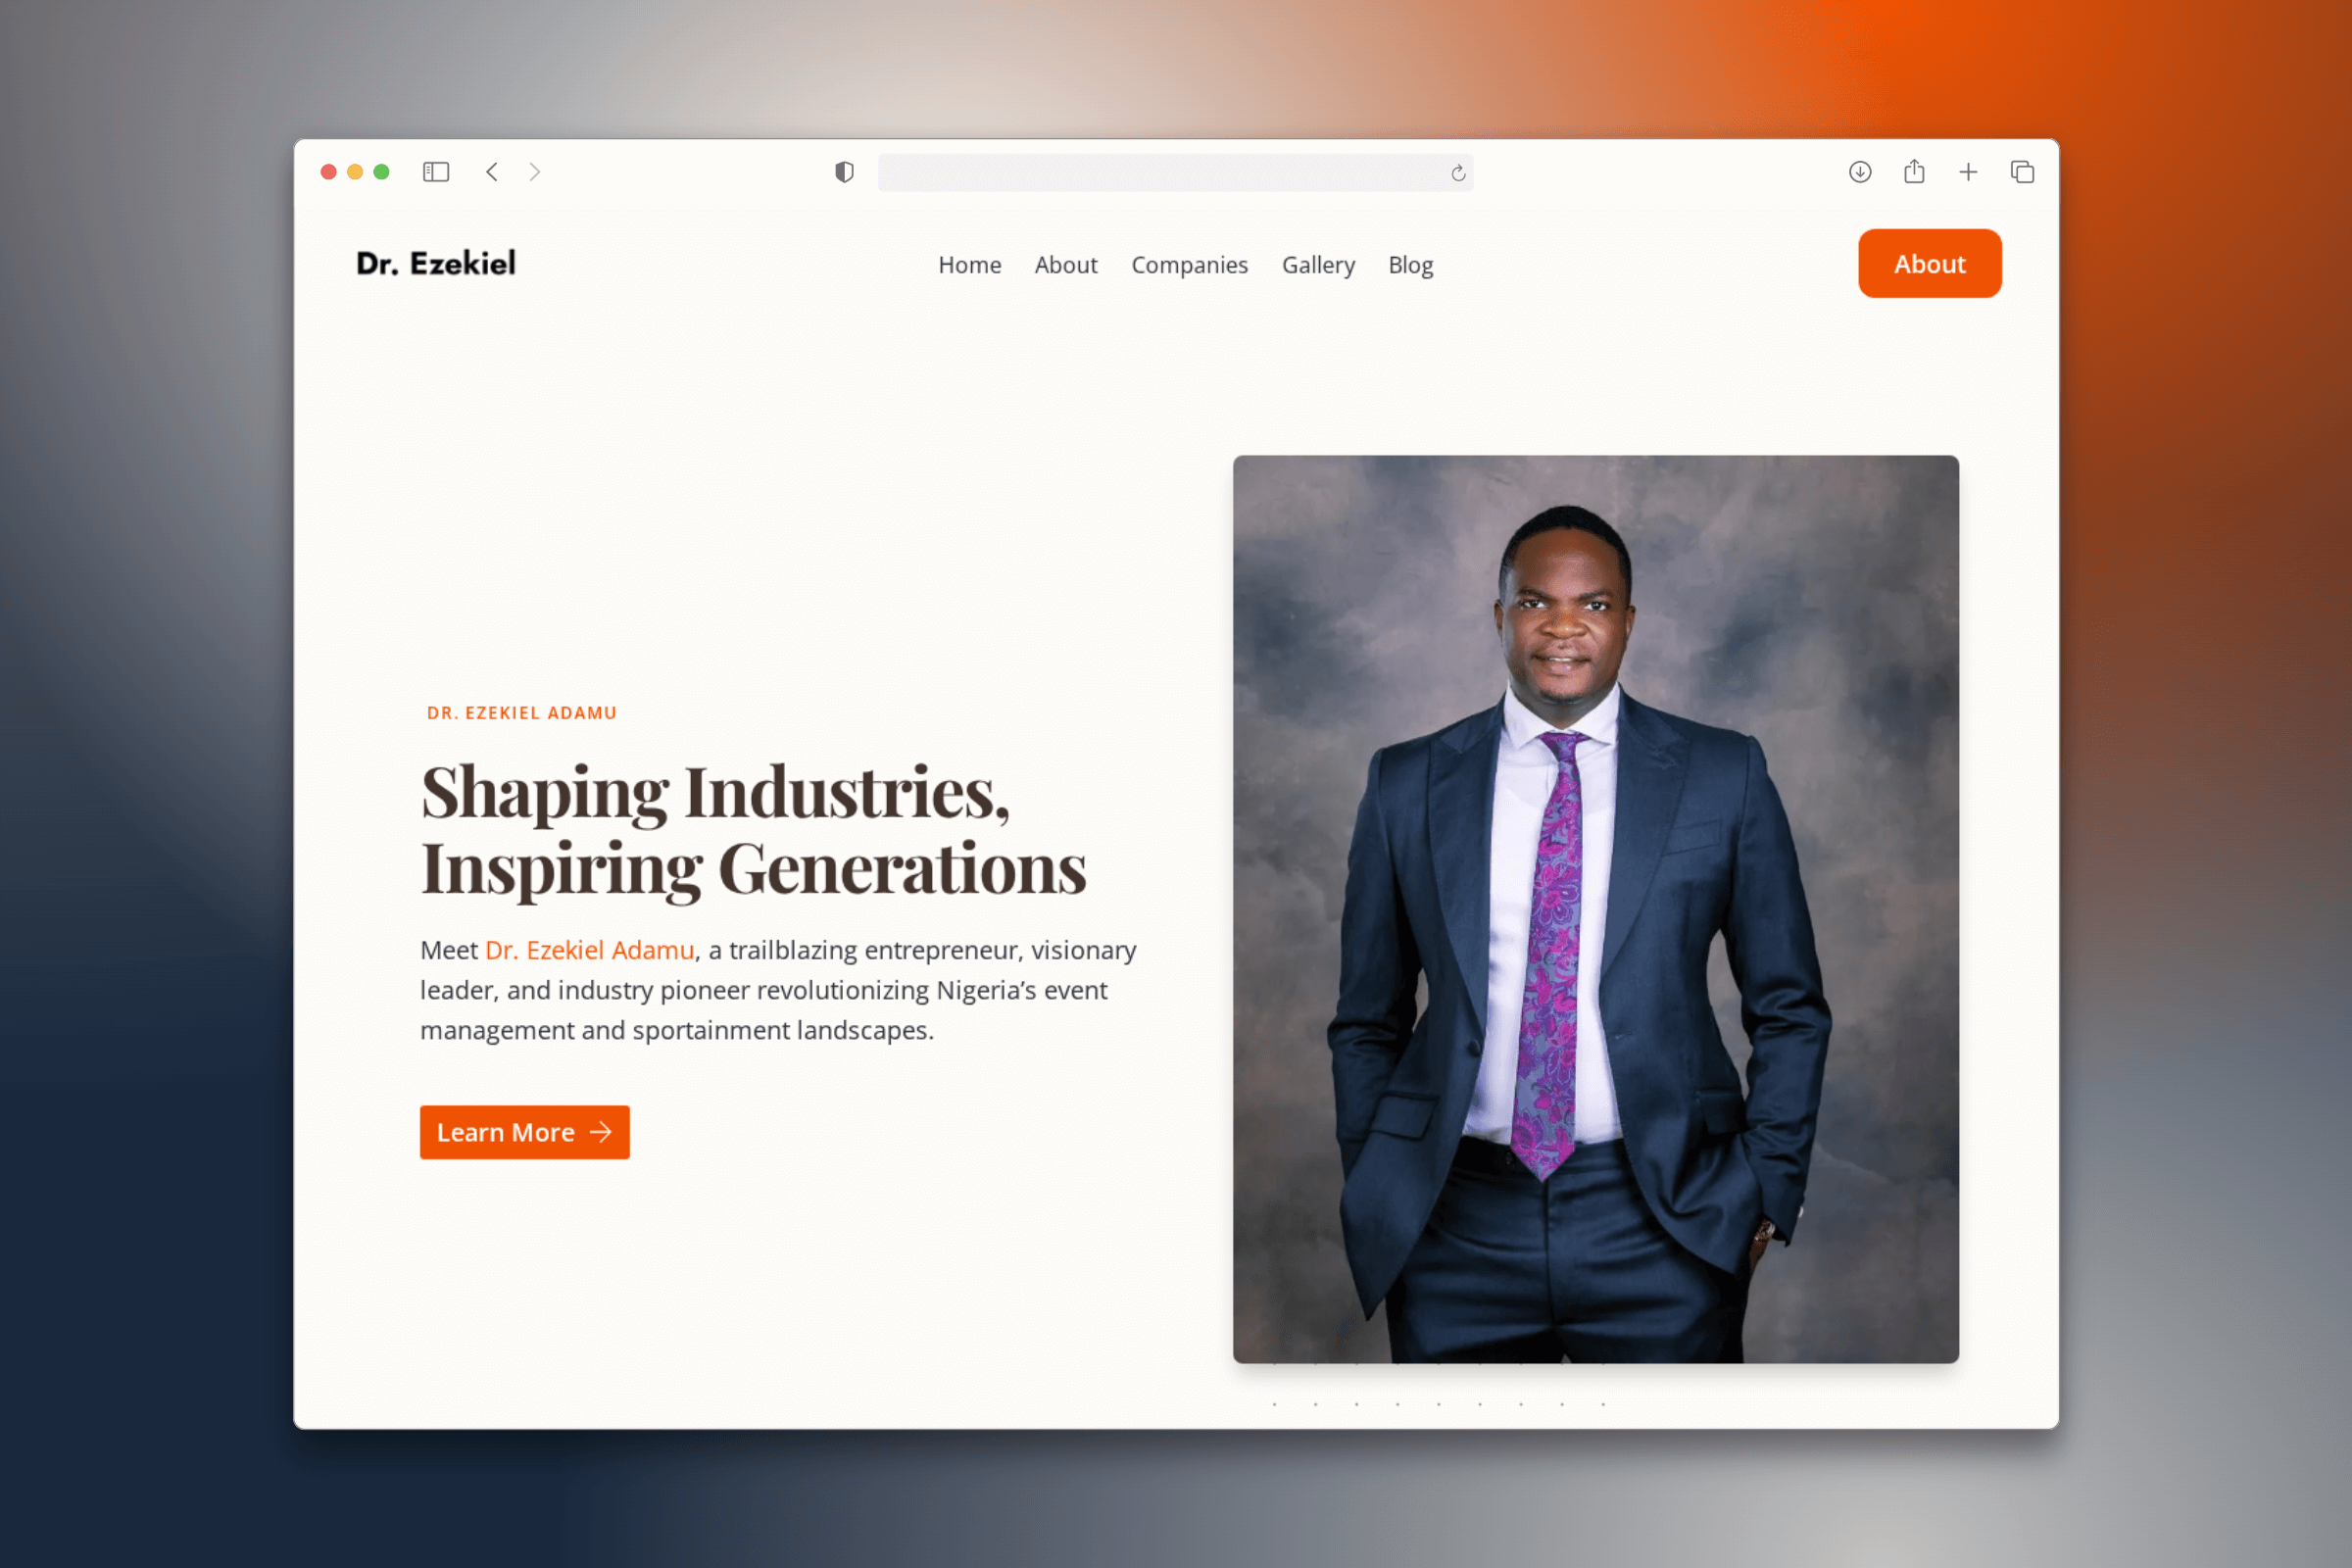 Dr. Ezekiel
Home About Companies Gallery Blog
About
DR. EZEKIEL ADAMU
Shaping Industries,
Inspiring Generations
Meet Dr. Ezekiel Adamu, a trailblazing entrepreneur, visionary
leader, and industry pioneer revolutionizing Nigeria’s event
management and sportainment landscapes.
Learn More